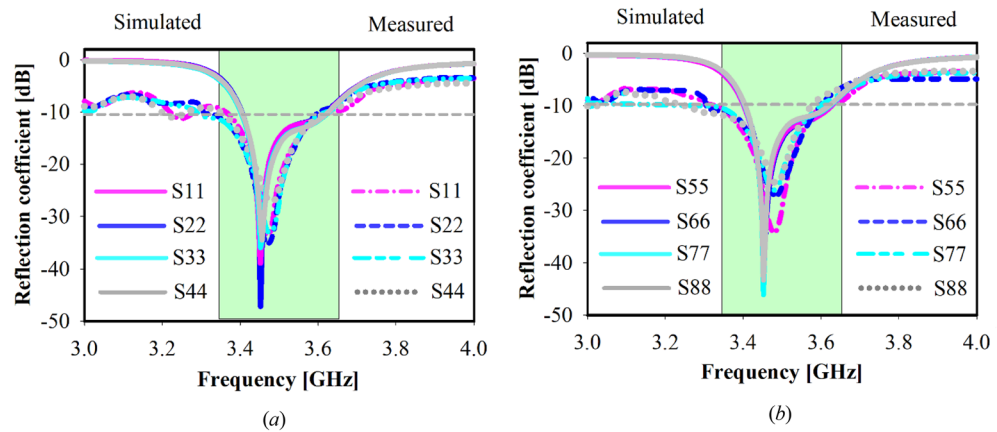 Simulated Measured
Reflection coefficient [dB]
0
-10
-20
-30
-40
-50
S11 S11
S22 S22
S33 S33
S44 S44
3.0 3.2 3.4 3.6 3.8 4.0
Frequency [GHz]
(a)
Simulated Measured
Reflection coefficient [dB]
0
-10
-20
-30
-40
-50
S55 S55
S66 S66
S77 S77
S88 S88
3.0 3.2 3.4 3.6 3.8 4.0
Frequency [GHz]
(b)